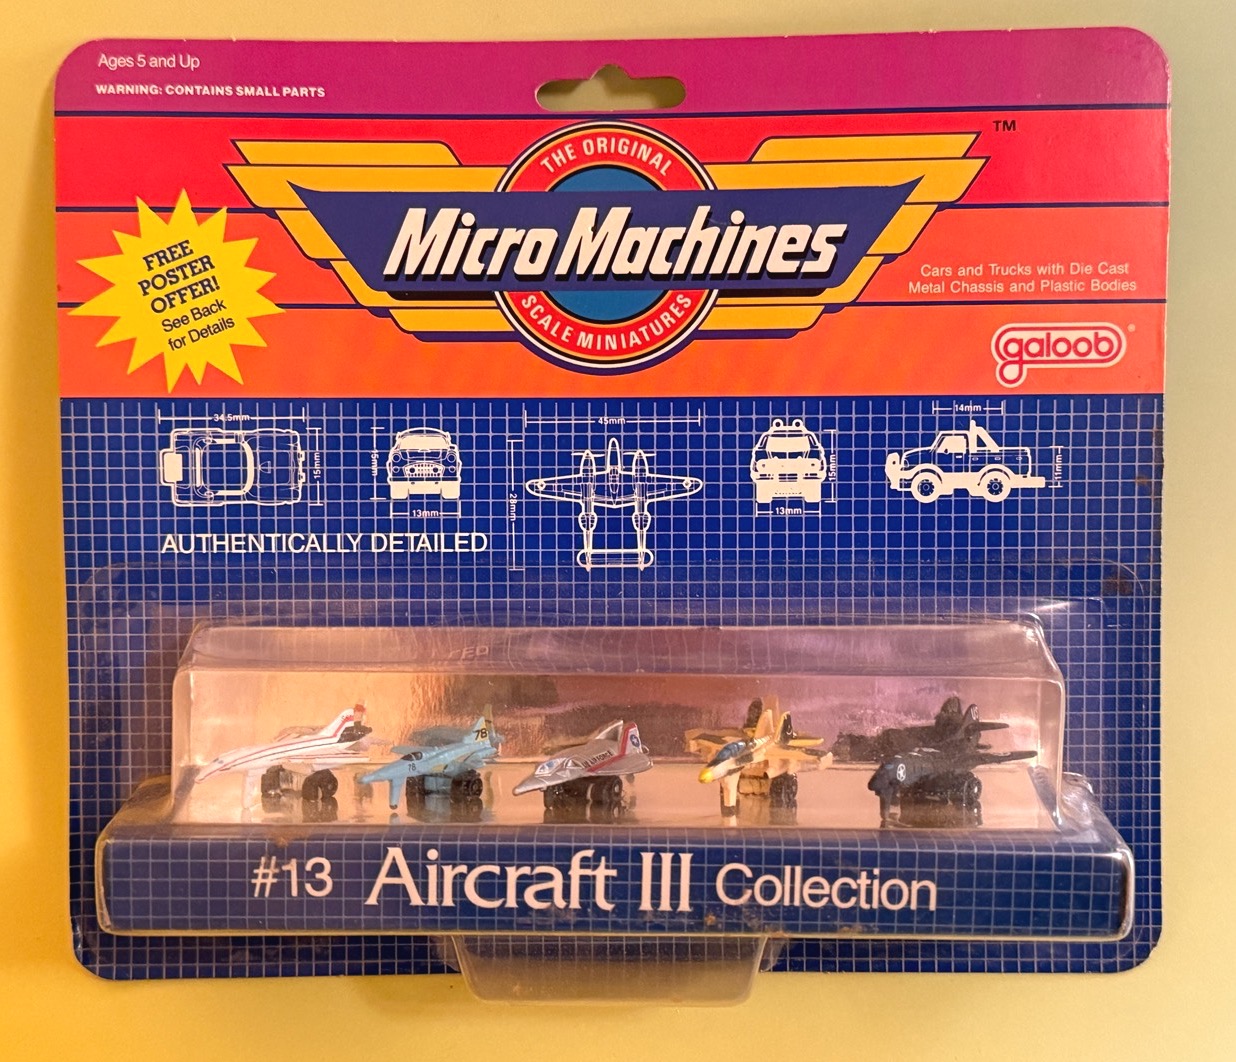 Ages 5 and Up
WARNING: CONTAINS SMALL PARTS
TM
THE ORIGINAL
Micro Machines
SCALE MINIATURES
FREE
POSTER
OFFER!
See Back
for Details
Cars and Trucks with Die Cast
Metal Chassis and Plastic Bodies
galoob®
34.5mm
15mm
13mm
45mm
28mm
15mm
13mm
14mm
11mm
AUTHENTICALLY DETAILED
78
78
#13 Aircraft III Collection